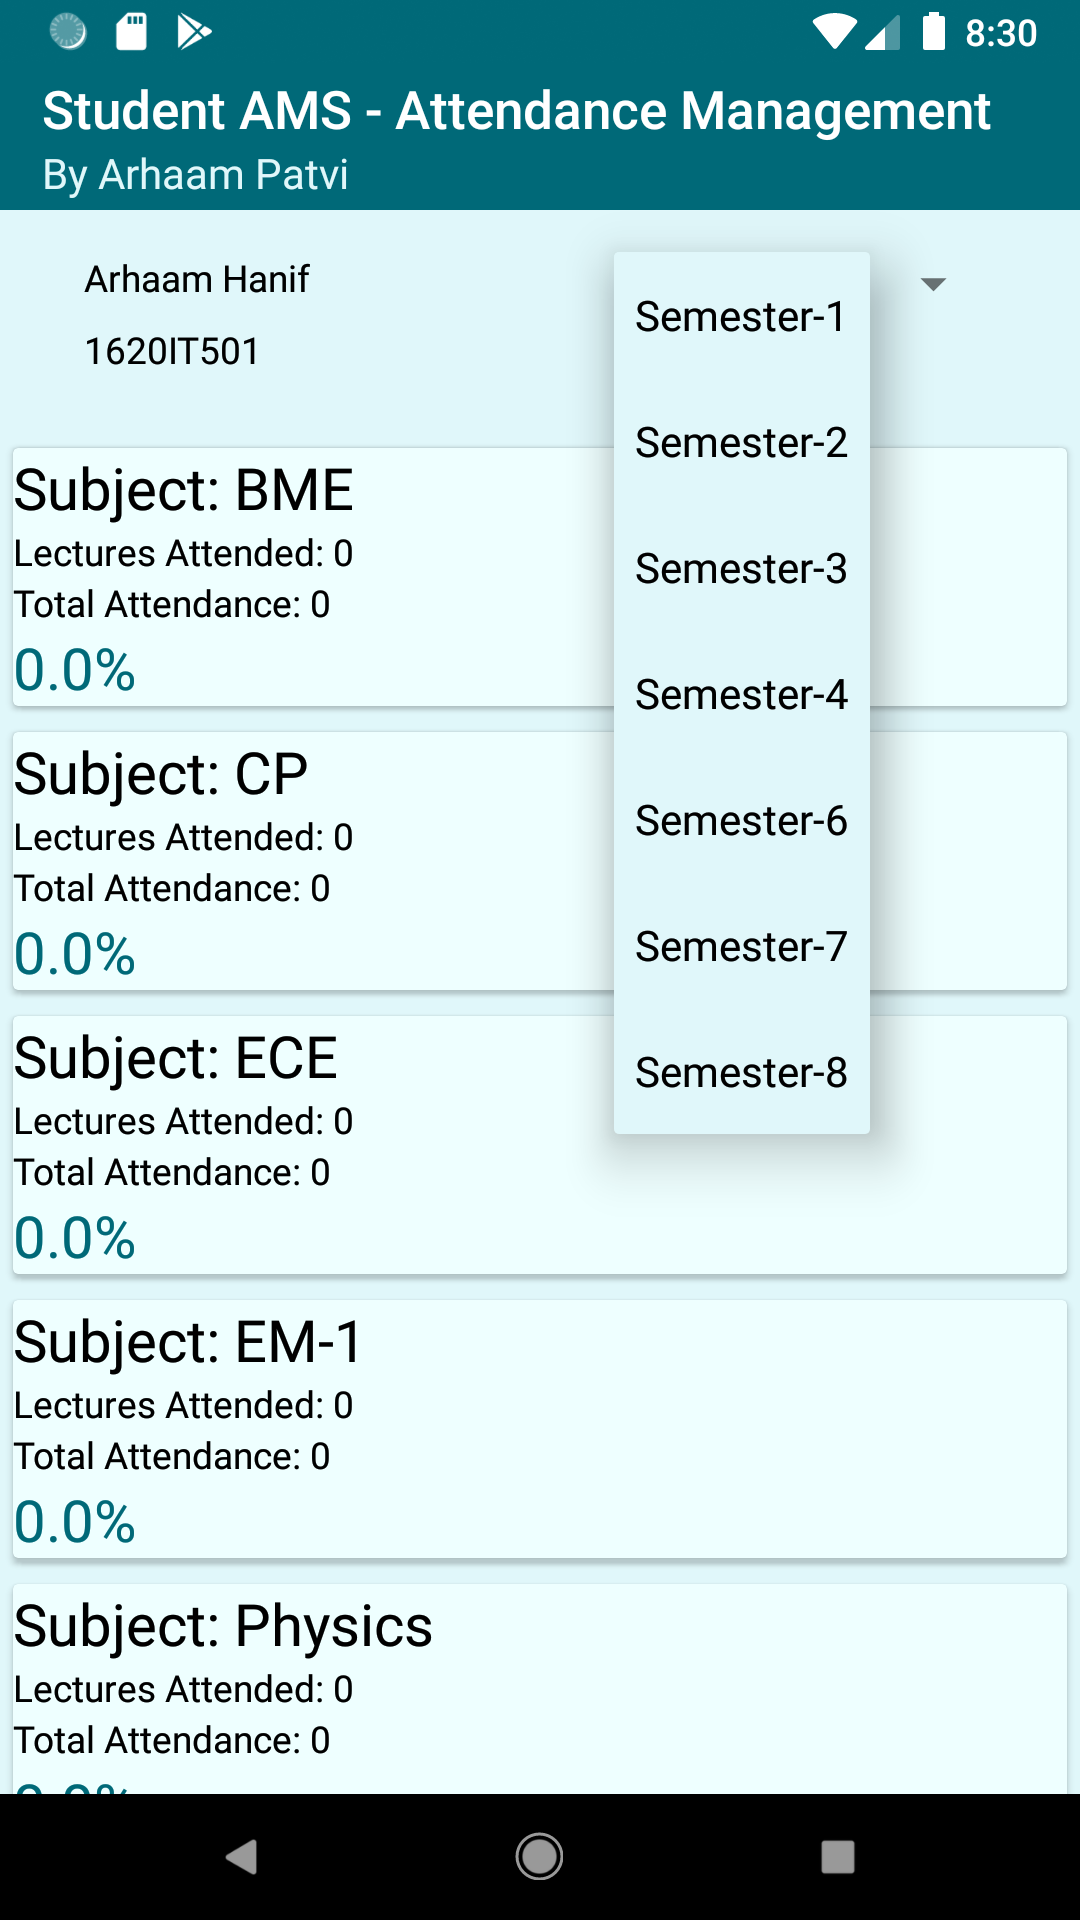 8:30
Student AMS - Attendance Management
By Arhaam Patvi
Arhaam Hanif
1620IT501
Semester-1
Semester-2
Semester-3
Semester-4
Semester-6
Semester-7
Semester-8
Subject: BME
Lectures Attended: 0
Total Attendance: 0
0.0%
Subject: CP
Lectures Attended: 0
Total Attendance: 0
0.0%
Subject: ECE
Lectures Attended: 0
Total Attendance: 0
0.0%
Subject: EM-1
Lectures Attended: 0
Total Attendance: 0
0.0%
Subject: Physics
Lectures Attended: 0
Total Attendance: 0